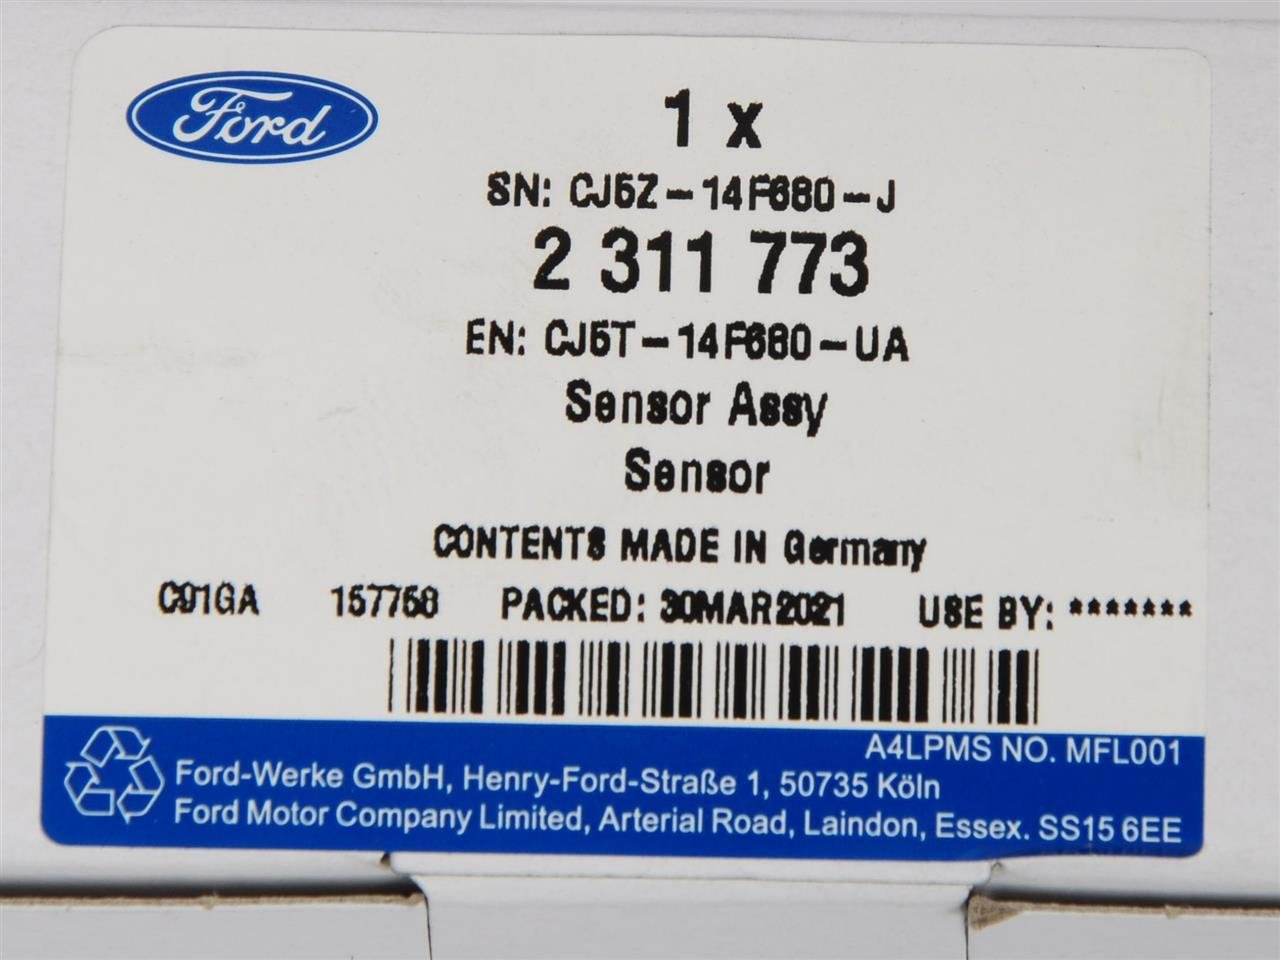 Ford
1 x
SN: CJ5Z-14F680-J
2 311 773
EN: CJ5T-14F680-UA
Sensor Assy
Sensor
CONTENTS MADE IN Germany
C91GA 157758 PACKED: 30MAR2021 USE BY: *******
A4LPMS NO. MFL001
Ford-Werke GmbH, Henry-Ford-Straße 1, 50735 Köln
Ford Motor Company Limited, Arterial Road, Laindon, Essex. SS15 6EE